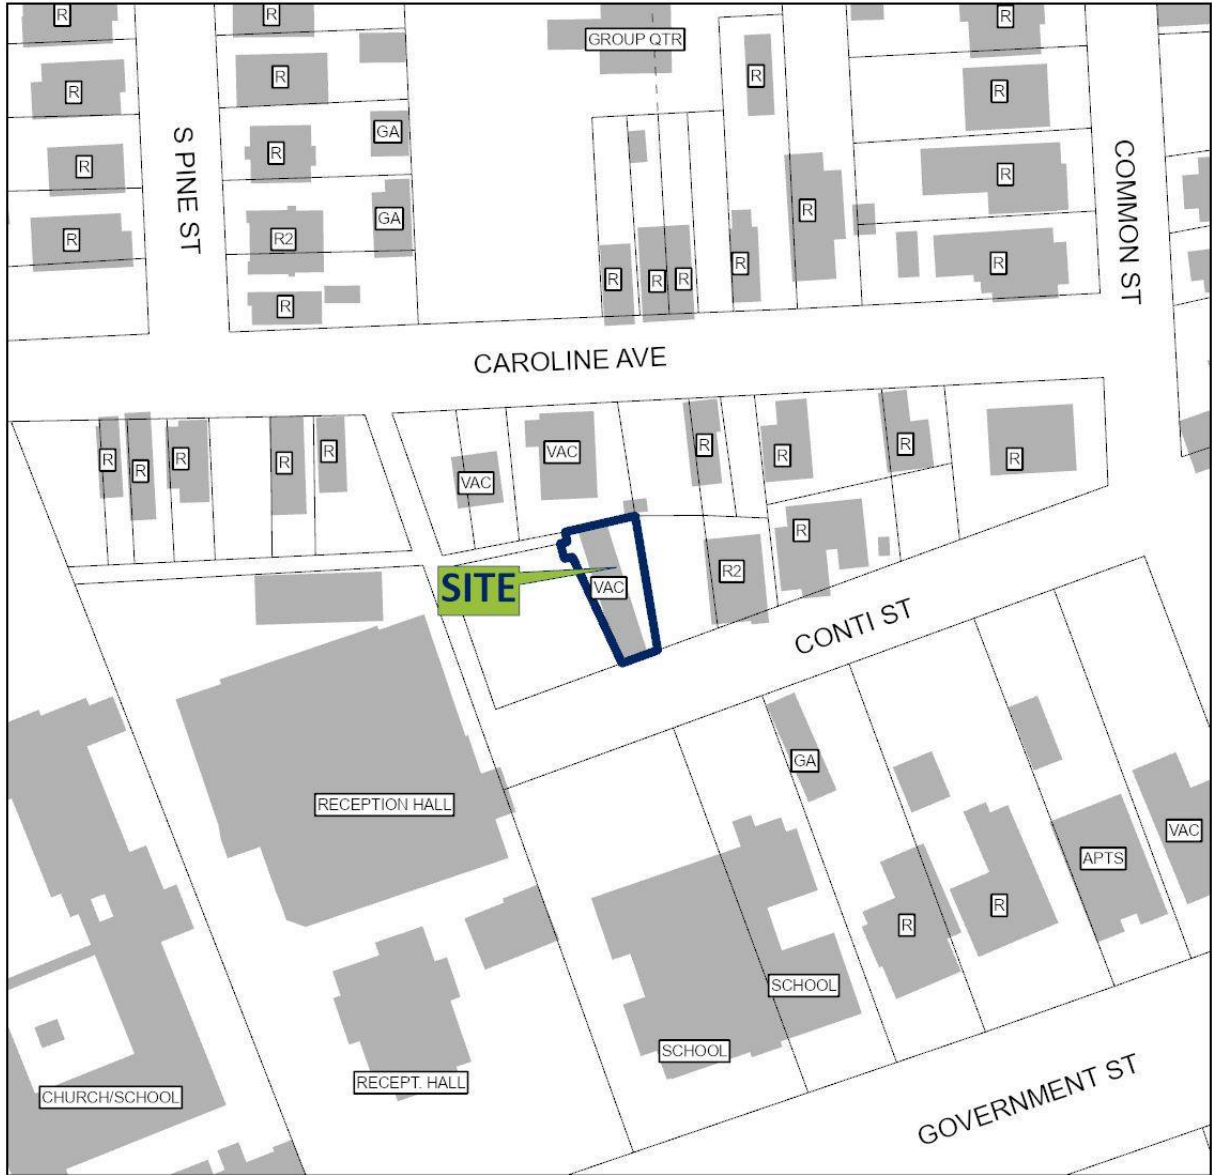 R
R
GROUP QTR
R
R
R
R
R
GA
R
R
R
S PINE ST
COMMON ST
R
GA
R
R
R2
R
R
R
R
R
R
R
CAROLINE AVE
R
R
R
R
R
VAC
VAC
R
R
R
R
R
SITE
VAC
R2
CONTI ST
RECEPTION HALL
GA
VAC
APTS
R
R
SCHOOL
SCHOOL
CHURCH/SCHOOL
RECEPT. HALL
GOVERNMENT ST